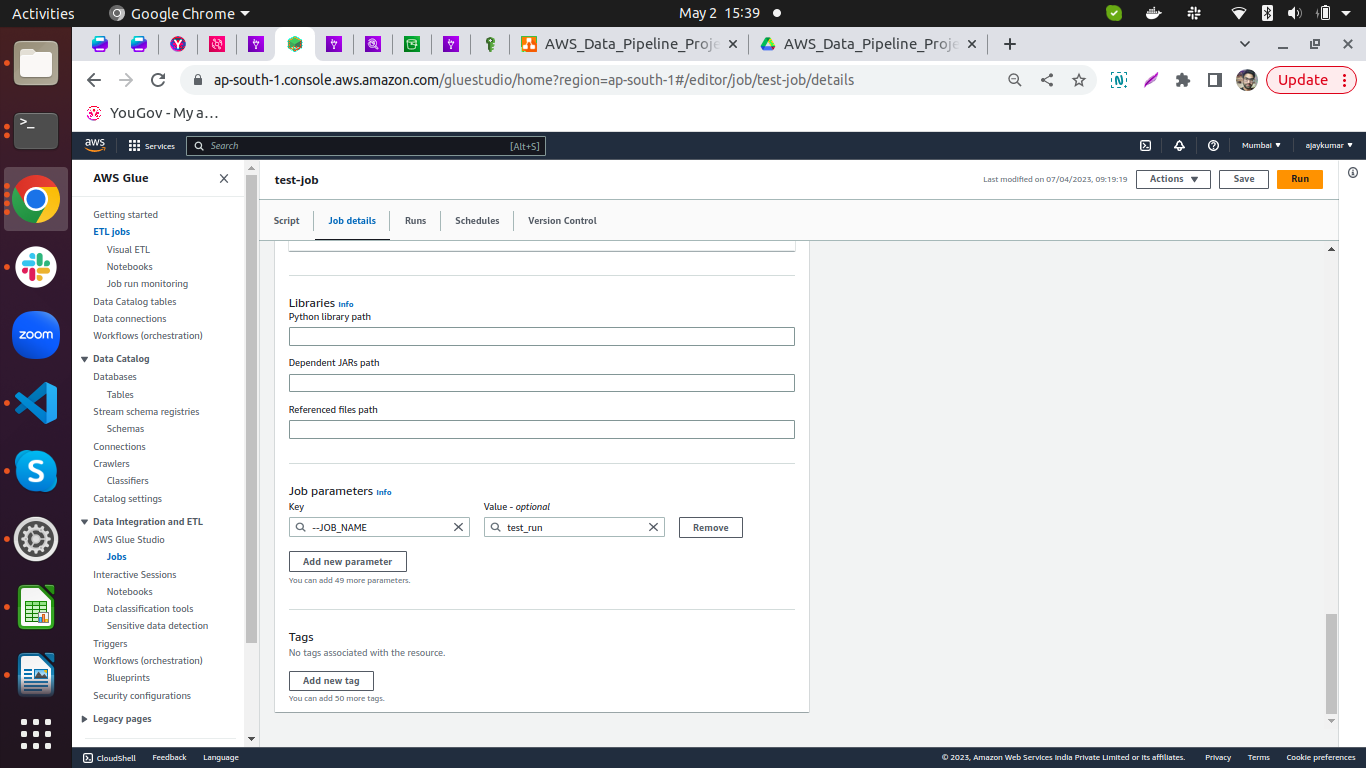 Activities
Google Chrome
May 2 15:39
AWS_Data_Pipeline_Proje
AWS_Data_Pipeline_Proje
ap-south-1.console.aws.amazon.com/gluestudio/home?region=ap-south-1#/editor/job/test-job/details
Update
YouGov - My a...
aws
Services
Search
[Alt+S]
Mumbai
ajaykumar
AWS Glue
Getting started
ETL jobs
Visual ETL
Notebooks
Job run monitoring
Data Catalog tables
Data connections
Workflows (orchestration)
Data Catalog
Databases
Tables
Stream schema registries
Schemas
Connections
Crawlers
Classifiers
Catalog settings
Data Integration and ETL
AWS Glue Studio
Jobs
Interactive Sessions
Notebooks
Data classification tools
Sensitive data detection
Triggers
Workflows (orchestration)
Blueprints
Security configurations
Legacy pages
test-job
Last modified on 07/04/2023, 09:19:19
Actions
Save
Run
Script
Job details
Runs
Schedules
Version Control
Libraries Info
Python library path
Dependent JARs path
Referenced files path
Job parameters Info
Key
Value - optional
--JOB_NAME
test_run
Remove
Add new parameter
You can add 49 more parameters.
Tags
No tags associated with the resource.
Add new tag
You can add 50 more tags.
zoom
CloudShell
Feedback
Language
© 2023, Amazon Web Services India Private Limited or its affiliates.
Privacy
Terms
Cookie preferences